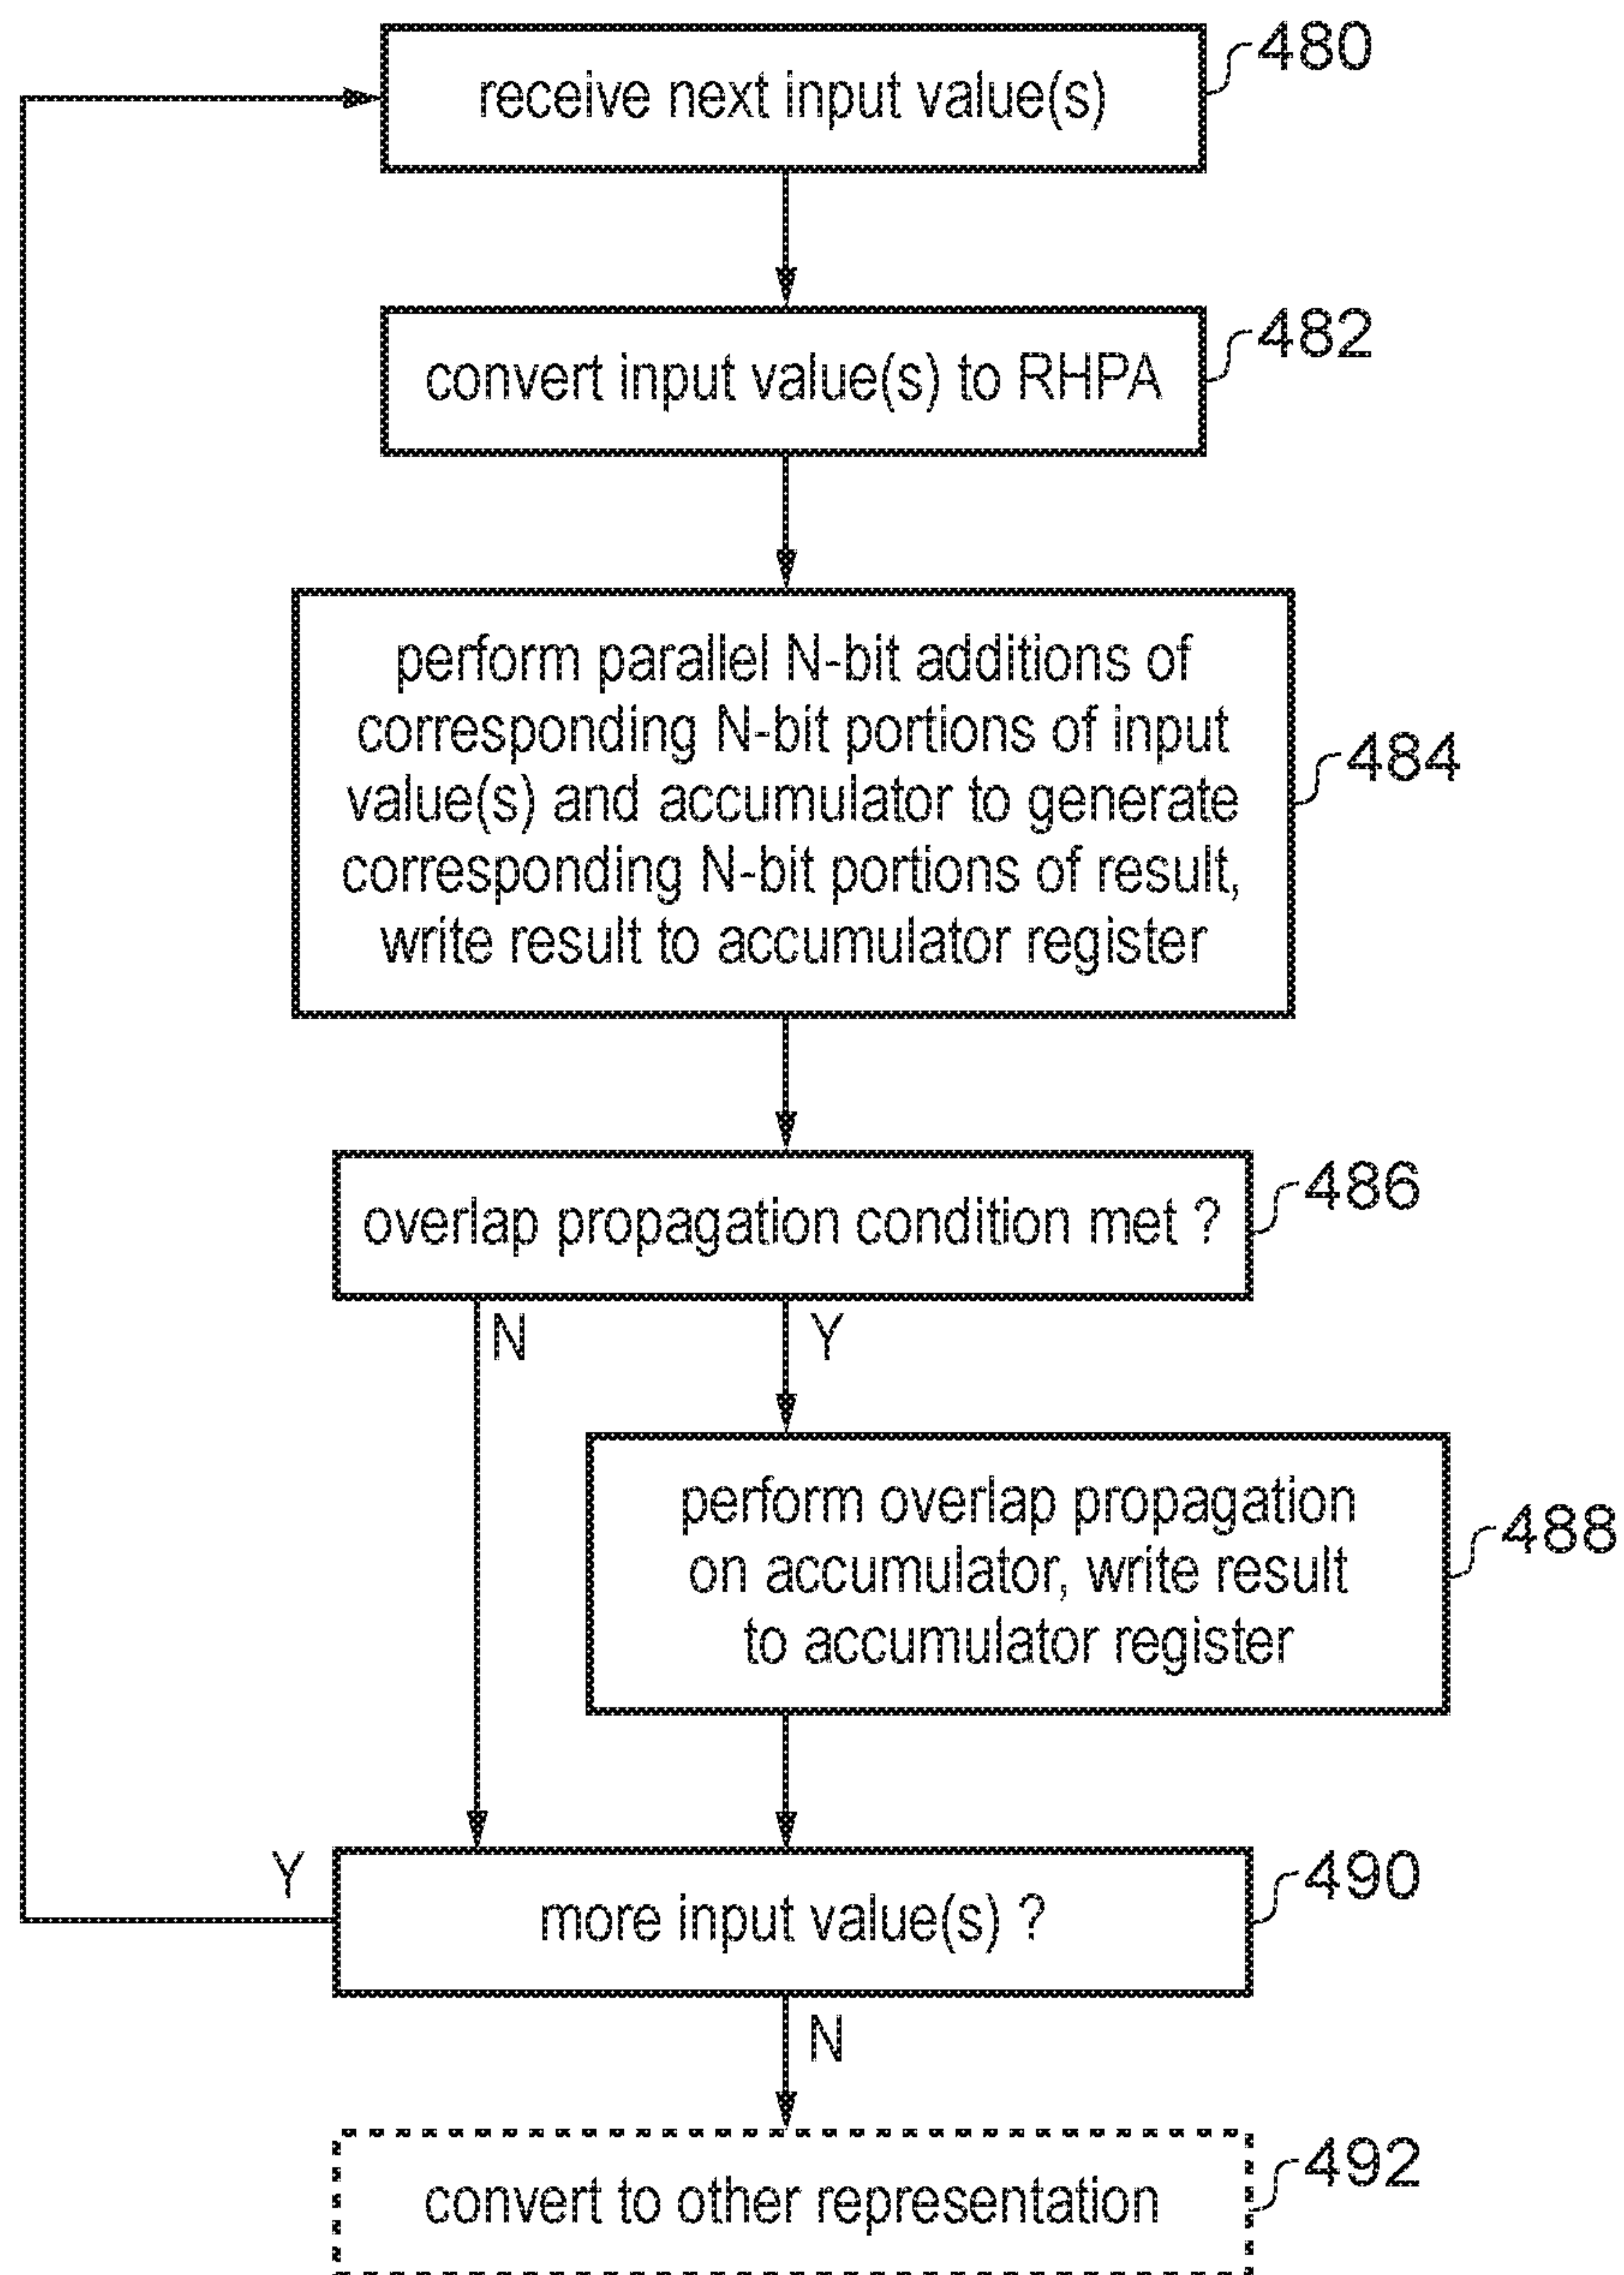 receive next input value(s)
480
convert input value(s) to RHPA
482
perform parallel N-bit additions of
corresponding N-bit portions of input
value(s) and accumulator to generate
corresponding N-bit portions of result,
write result to accumulator register
484
overlap propagation condition met ?
486
N
Y
perform overlap propagation
on accumulator, write result
to accumulator register
488
Y
more input value(s) ?
490
N
convert to other representation
492